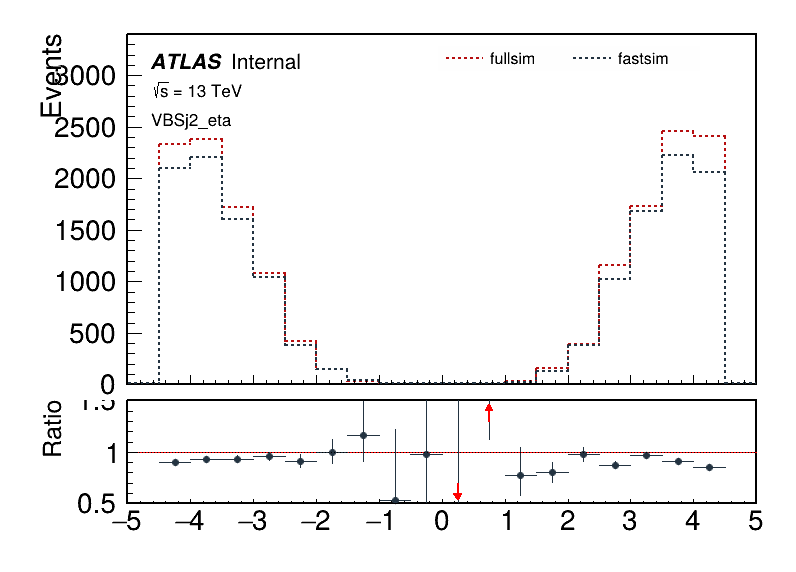 Events
ATLAS Internal
fullsim
fastsim
√s = 13 TeV
VBSj2_eta
3000
2500
2000
1500
1000
500
0
Ratio
1.5
1
0.5
−5 −4 −3 −2 −1 0 1 2 3 4 5